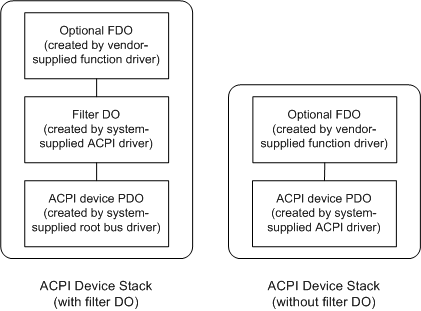 Optional FDO
(created by vendor-
supplied function driver)
Filter DO
(created by system-
supplied ACPI driver)
ACPI device PDO
(created by system-
supplied root bus driver)
ACPI Device Stack
(with filter DO)
Optional FDO
(created by vendor-
supplied function driver)
ACPI device PDO
(created by system-
supplied ACPI driver)
ACPI Device Stack
(without filter DO)